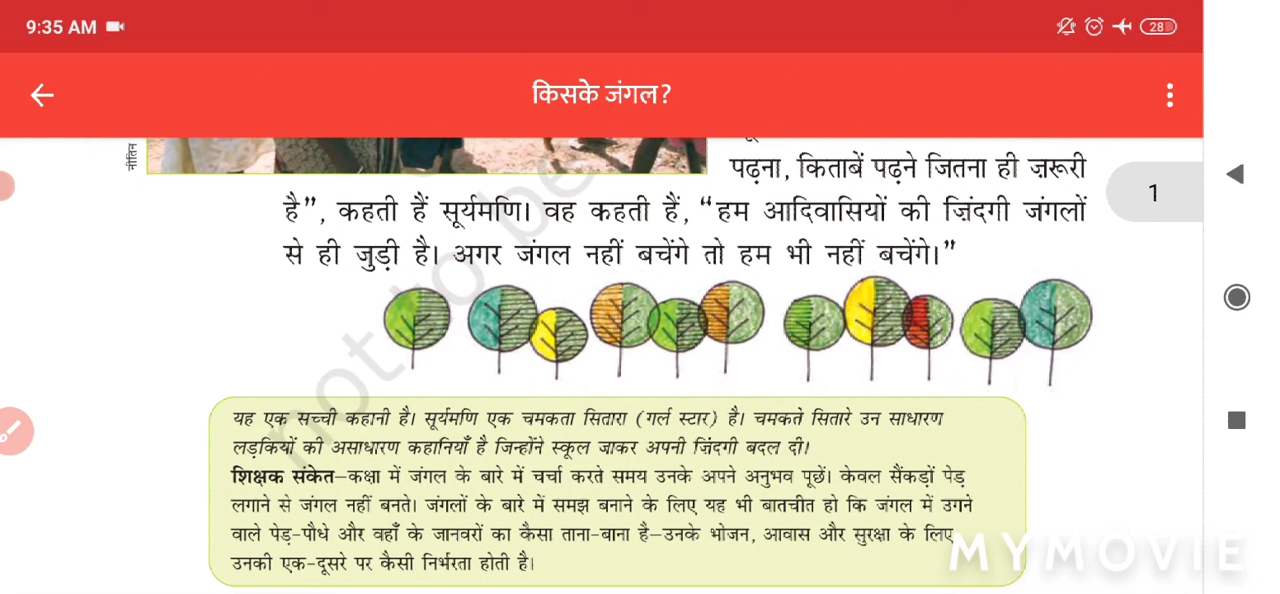 9:35 AM
28
किसके जंगल?
नीतिन
पढ़ना, किताबें पढ़ने जितना ही ज़रूरी
1
है”, कहती हैं सूर्यमणि। वह कहती हैं, “हम आदिवासियों की ज़िंदगी जंगलों
से ही जुड़ी है। अगर जंगल नहीं बचेंगे तो हम भी नहीं बचेंगे।”
not to be
यह एक सच्ची कहानी है। सूर्यमणि एक चमकता सितारा (गर्ल स्टार) है। चमकते सितारे उन साधारण
लड़कियों की असाधारण कहानियाँ है जिन्होंने स्कूल जाकर अपनी ज़िंदगी बदल दी।
शिक्षक संकेत–कक्षा में जंगल के बारे में चर्चा करते समय उनके अपने अनुभव पूछें। केवल सैंकड़ों पेड़
लगाने से जंगल नहीं बनते। जंगलों के बारे में समझ बनाने के लिए यह भी बातचीत हो कि जंगल में उगने
वाले पेड़-पौधे और वहाँ के जानवरों का कैसा ताना-बाना है–उनके भोजन, आवास और सुरक्षा के लिए
उनकी एक-दूसरे पर कैसी निर्भरता होती है।
MYMOVIE